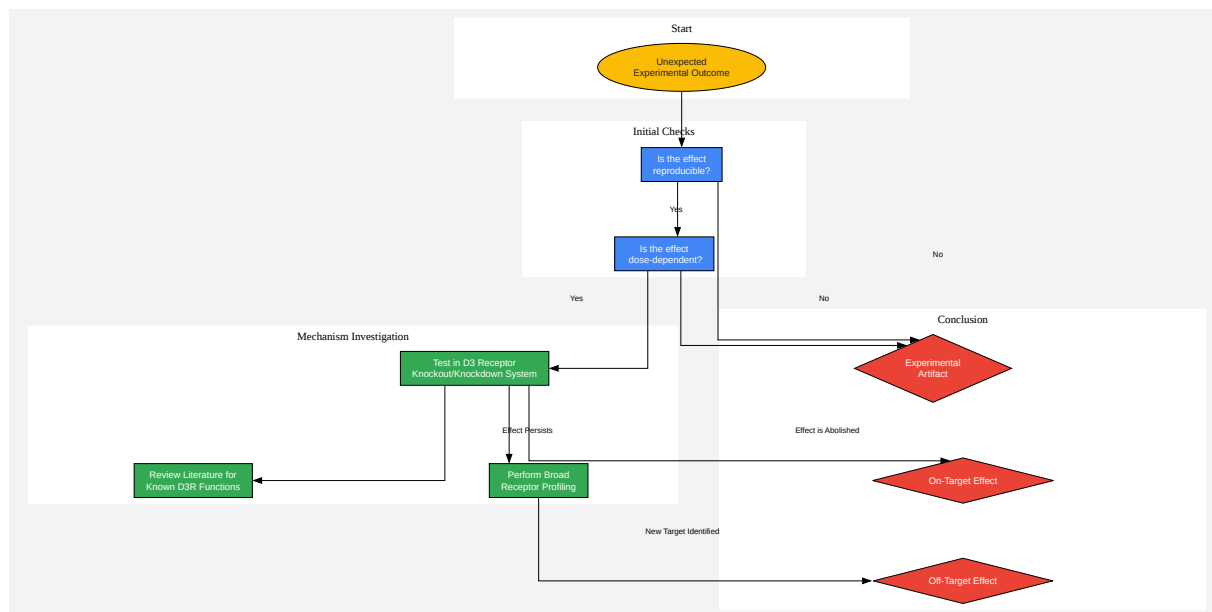 Start
Unexpected
Experimental Outcome
Initial Checks
Is the effect
reproducible?
Yes
Is the effect
dose-dependent?
No
Yes
No
Mechanism Investigation
Conclusion
Test in D3 Receptor
Knockout/Knockdown System
Experimental
Artifact
Effect Persists
Effect is Abolished
Review Literature for
Known D3R Functions
Perform Broad
Receptor Profiling
On-Target Effect
New Target Identified
Off-Target Effect